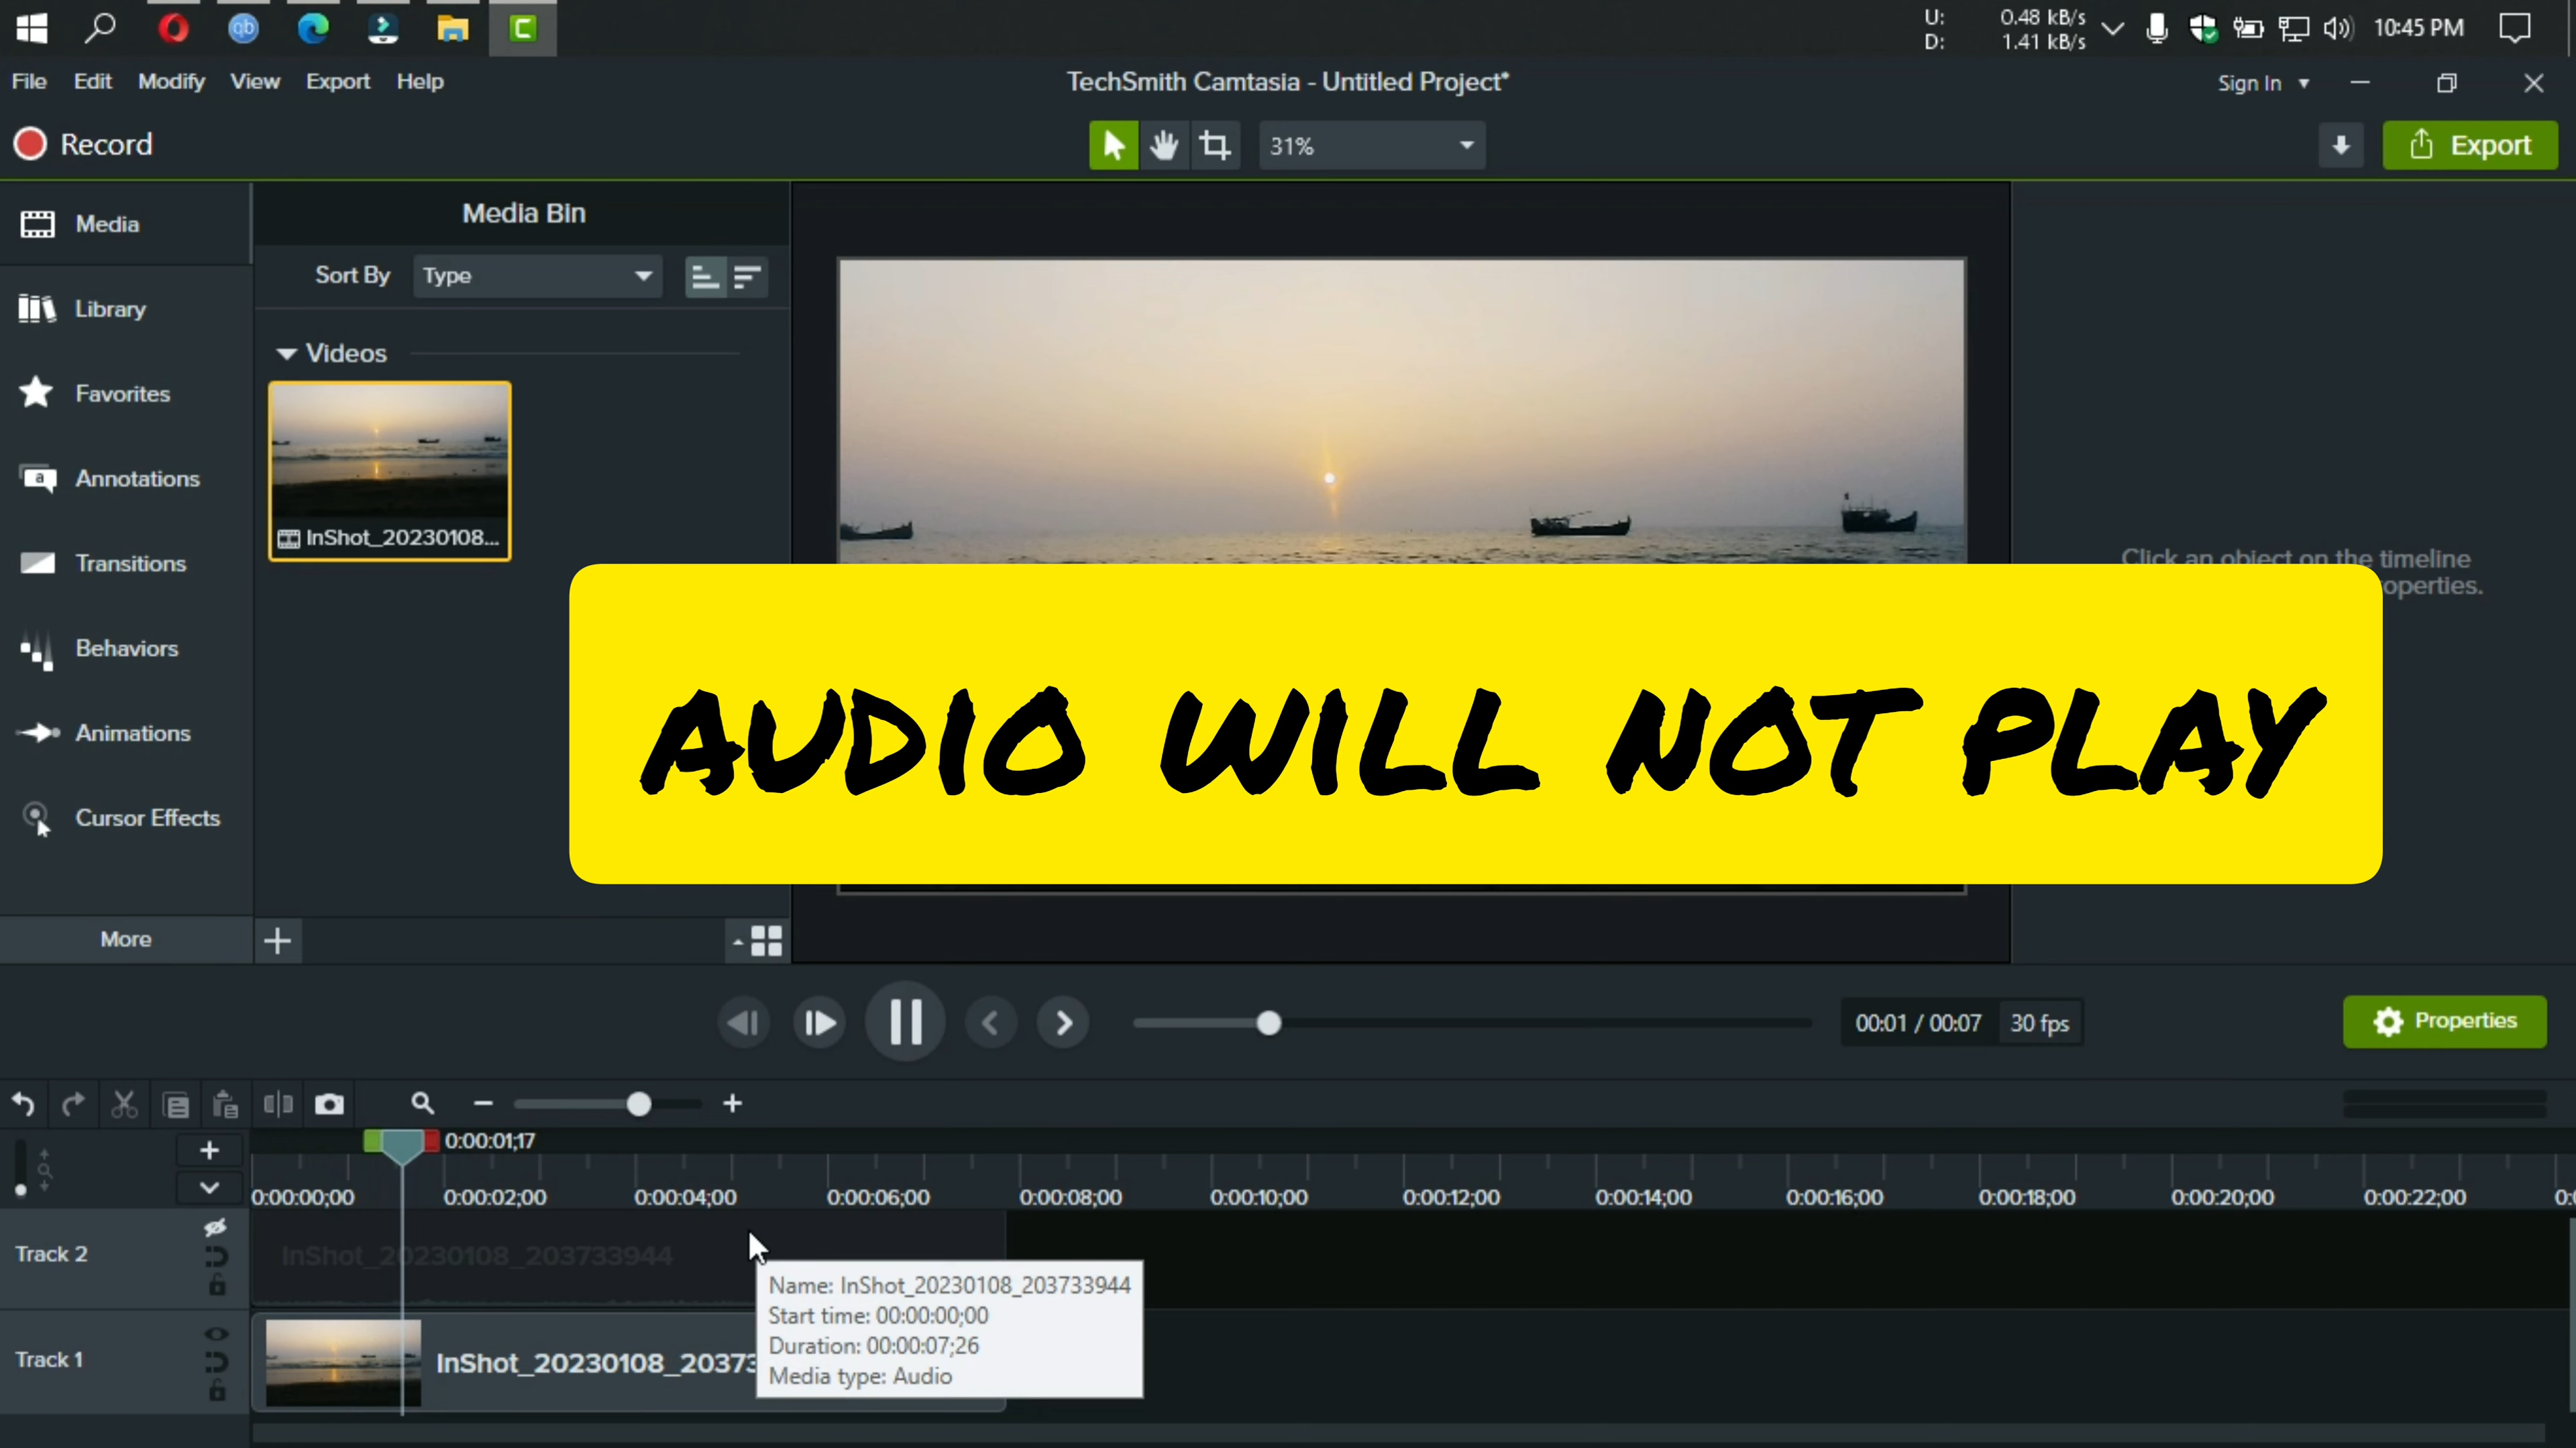 U: 0.48 kB/s
D: 1.41 kB/s
10:45 PM
File Edit Modify View Export Help
TechSmith Camtasia - Untitled Project*
Sign In
Record
31%
Export
Media
Library
Favorites
Annotations
Transitions
Behaviors
Animations
Cursor Effects
More
Media Bin
Sort By Type
Videos
InShot_20230108...
Click an object on the timeline
operties.
AUDIO WILL NOT PLAY
00:01 / 00:07 30 fps
Properties
0:00:01;17
0:00:00;00 0:00:02;00 0:00:04;00 0:00:06;00 0:00:08;00 0:00:10;00 0:00:12;00 0:00:14;00 0:00:16;00 0:00:18;00 0:00:20;00 0:00:22;00
Track 2
InShot_20230108_203733944
Name: InShot_20230108_203733944
Start time: 00:00:00;00
Duration: 00:00:07;26
Media type: Audio
Track 1
InShot_20230108_20373